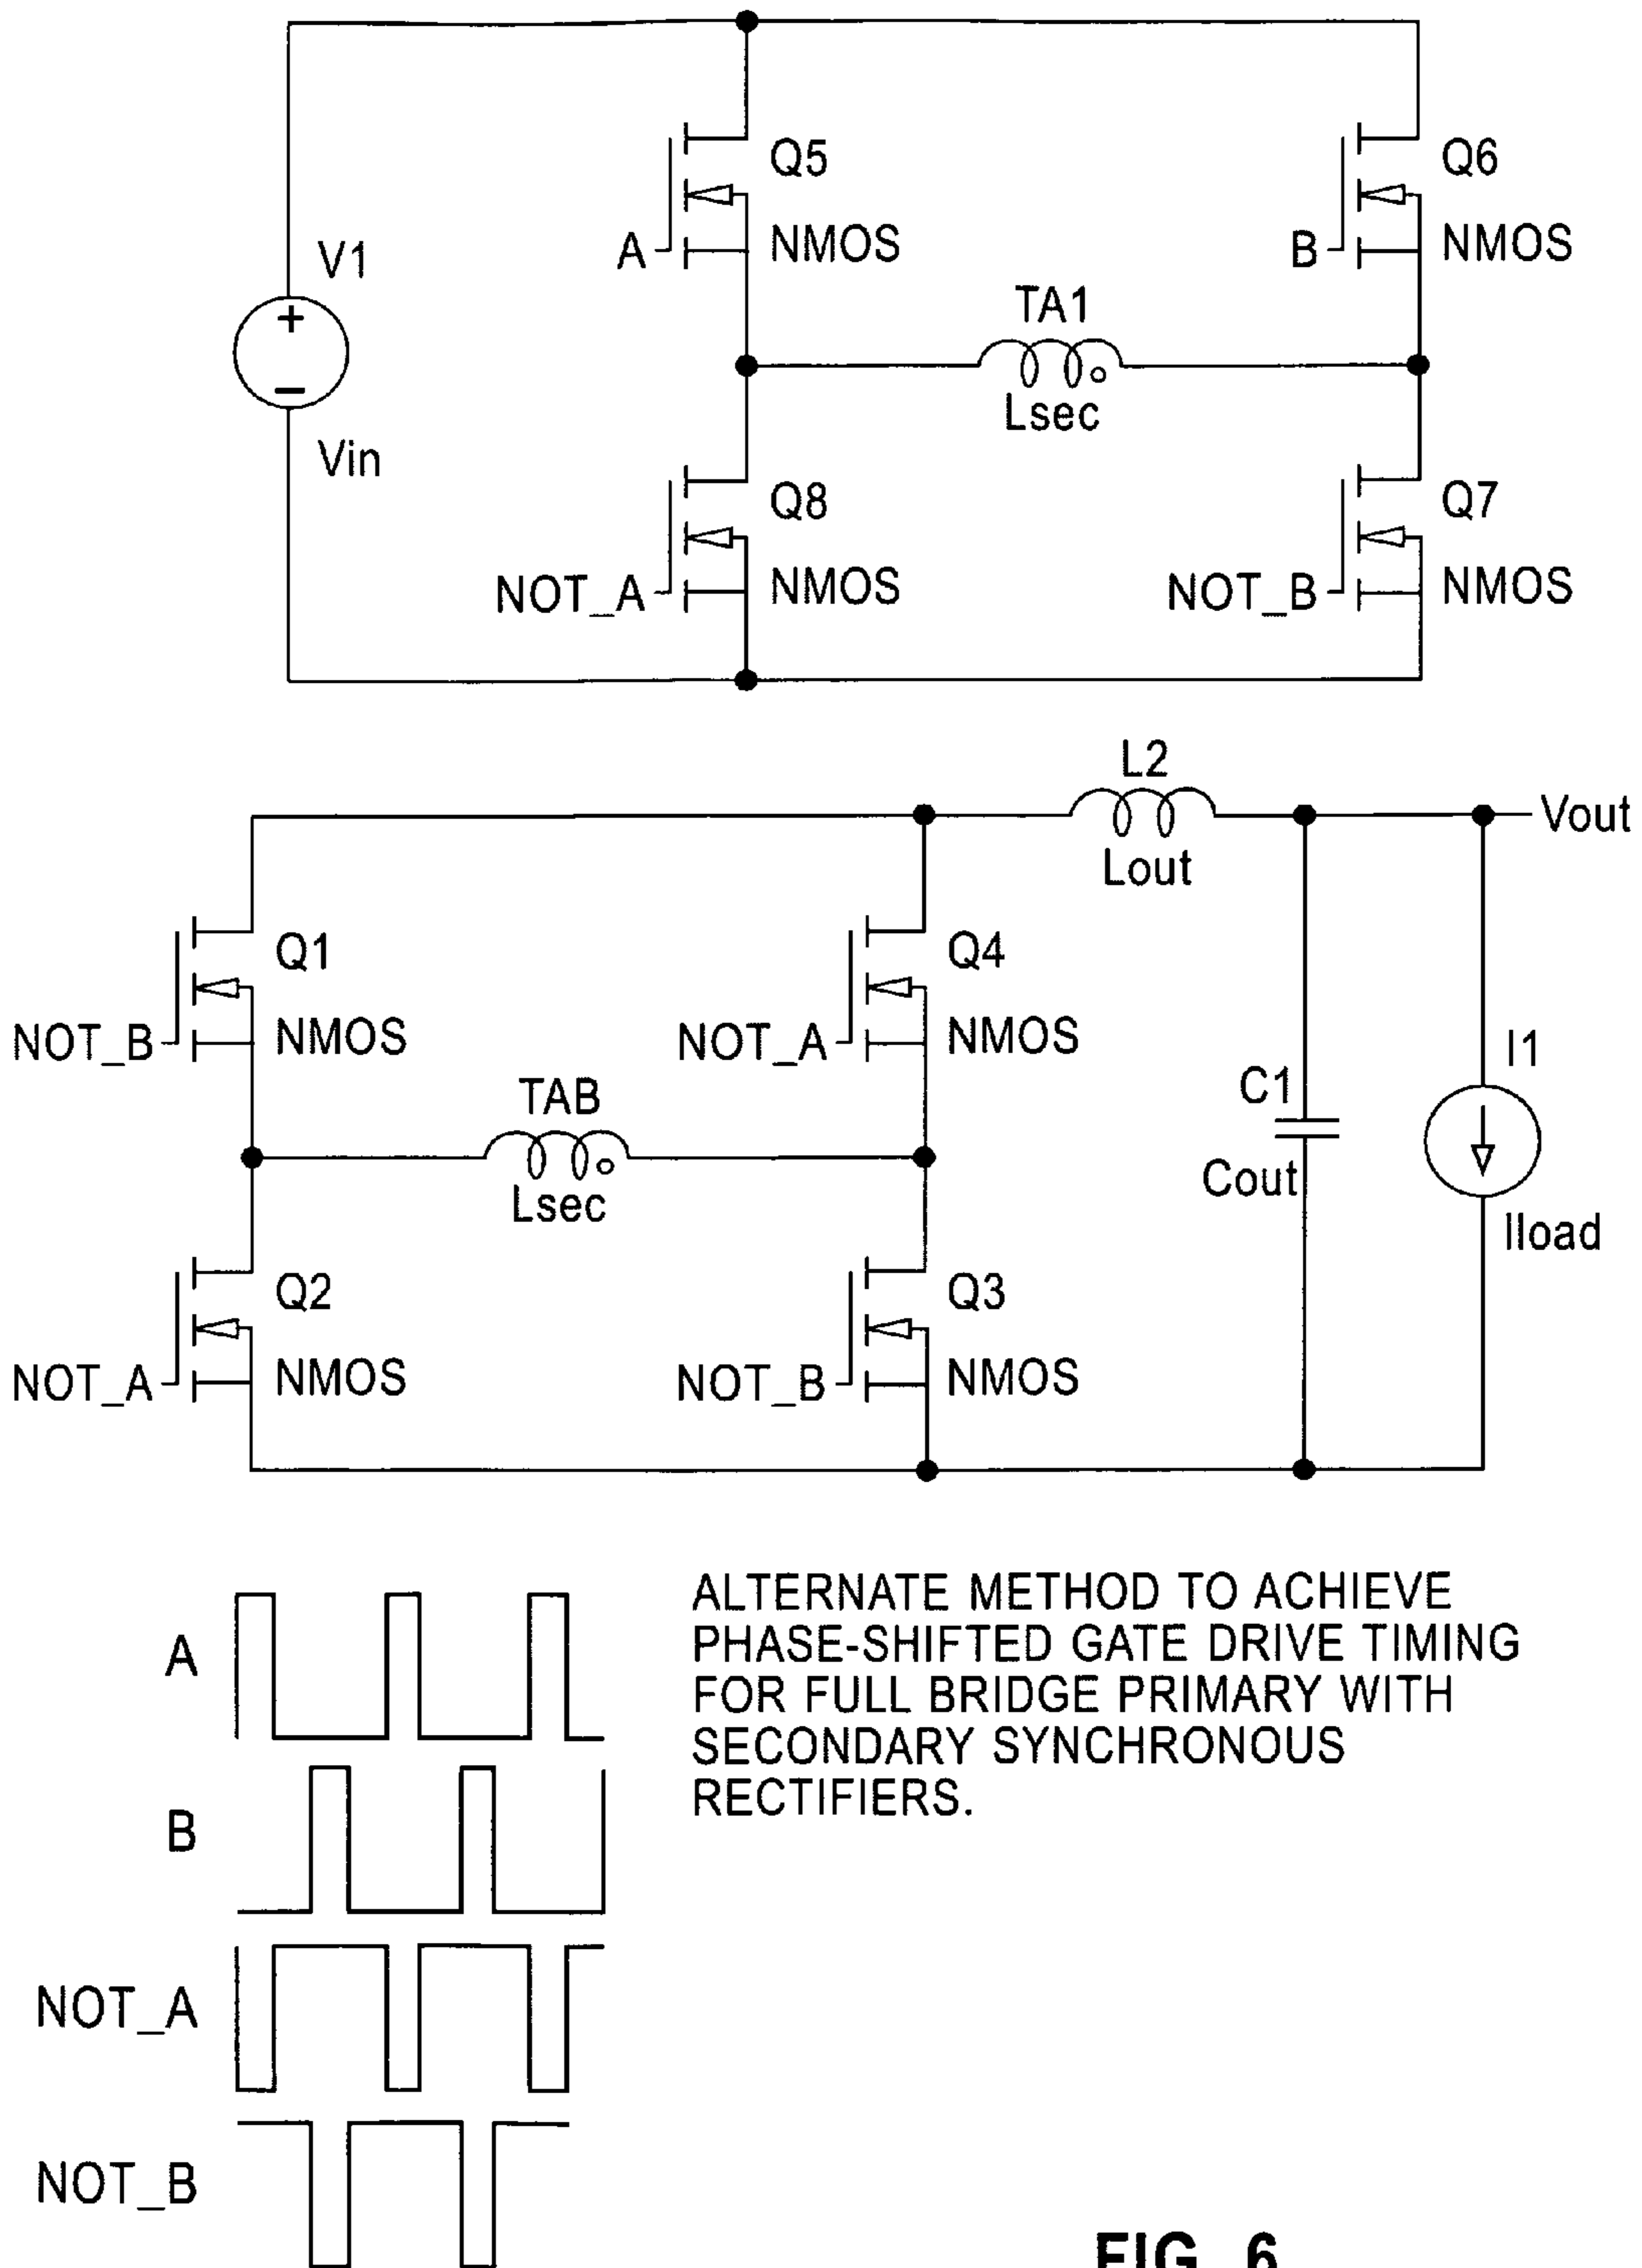 Q5
Q6
V1
A
NMOS
B
NMOS
TA1
+
−
Lsec
Vin
Q8
Q7
NOT_A
NMOS
NOT_B
NMOS
L2
Vout
Lout
Q1
Q4
NOT_B
NMOS
NOT_A
NMOS
I1
C1
TAB
Cout
Lsec
Iload
Q2
Q3
NOT_A
NMOS
NOT_B
NMOS
ALTERNATE METHOD TO ACHIEVE
PHASE-SHIFTED GATE DRIVE TIMING
FOR FULL BRIDGE PRIMARY WITH
SECONDARY SYNCHRONOUS
RECTIFIERS.
A
B
NOT_A
NOT_B
FIG. 6